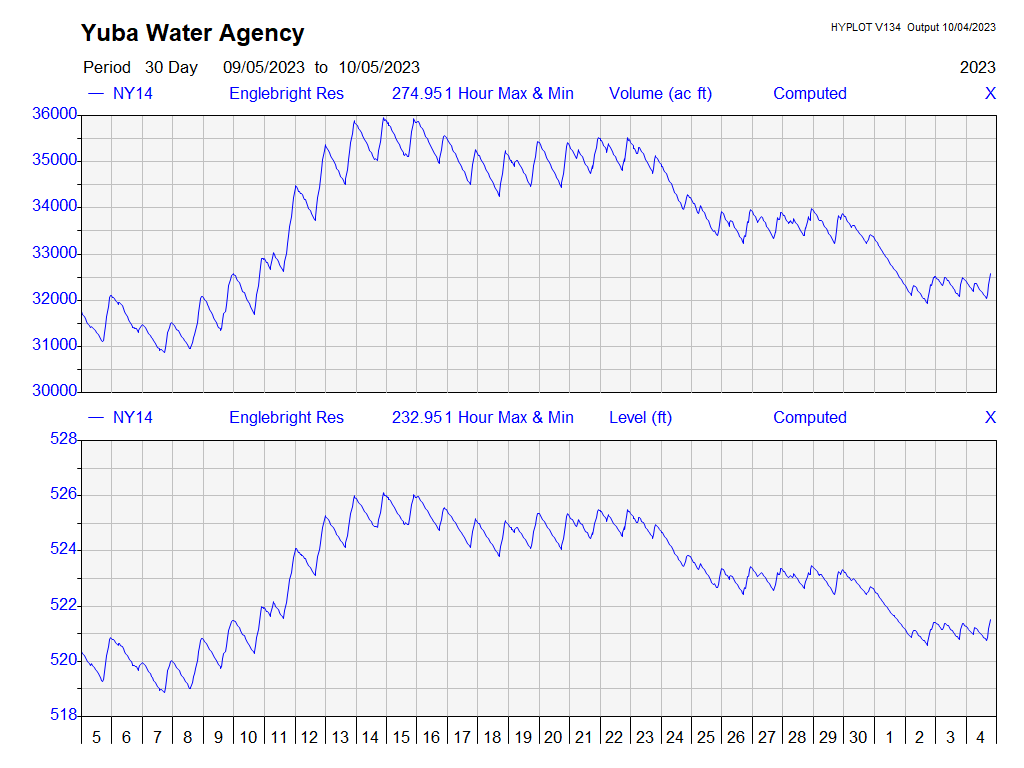 Yuba Water Agency
HYPLOT V134 Output 10/04/2023
Period 30 Day 09/05/2023 to 10/05/2023 2023
NY14 Englebright Res 274.951 Hour Max & Min Volume (ac ft) Computed X
36000
35000
34000
33000
32000
31000
30000
NY14 Englebright Res 232.951 Hour Max & Min Level (ft) Computed X
528
526
524
522
520
518
5 6 7 8 9 10 11 12 13 14 15 16 17 18 19 20 21 22 23 24 25 26 27 28 29 30 1 2 3 4